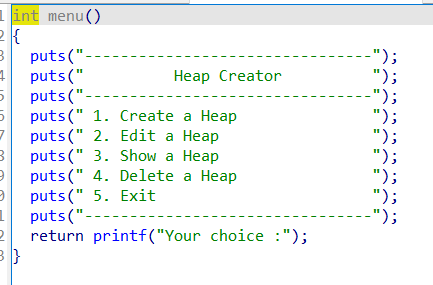 1 int menu()
2 {
3   puts("--------------------------------");
4   puts("          Heap Creator          ");
5   puts("--------------------------------");
6   puts(" 1. Create a Heap               ");
7   puts(" 2. Edit a Heap                 ");
8   puts(" 3. Show a Heap                 ");
9   puts(" 4. Delete a Heap               ");
0   puts(" 5. Exit                        ");
1   puts("--------------------------------");
2   return printf("Your choice :");
3 }